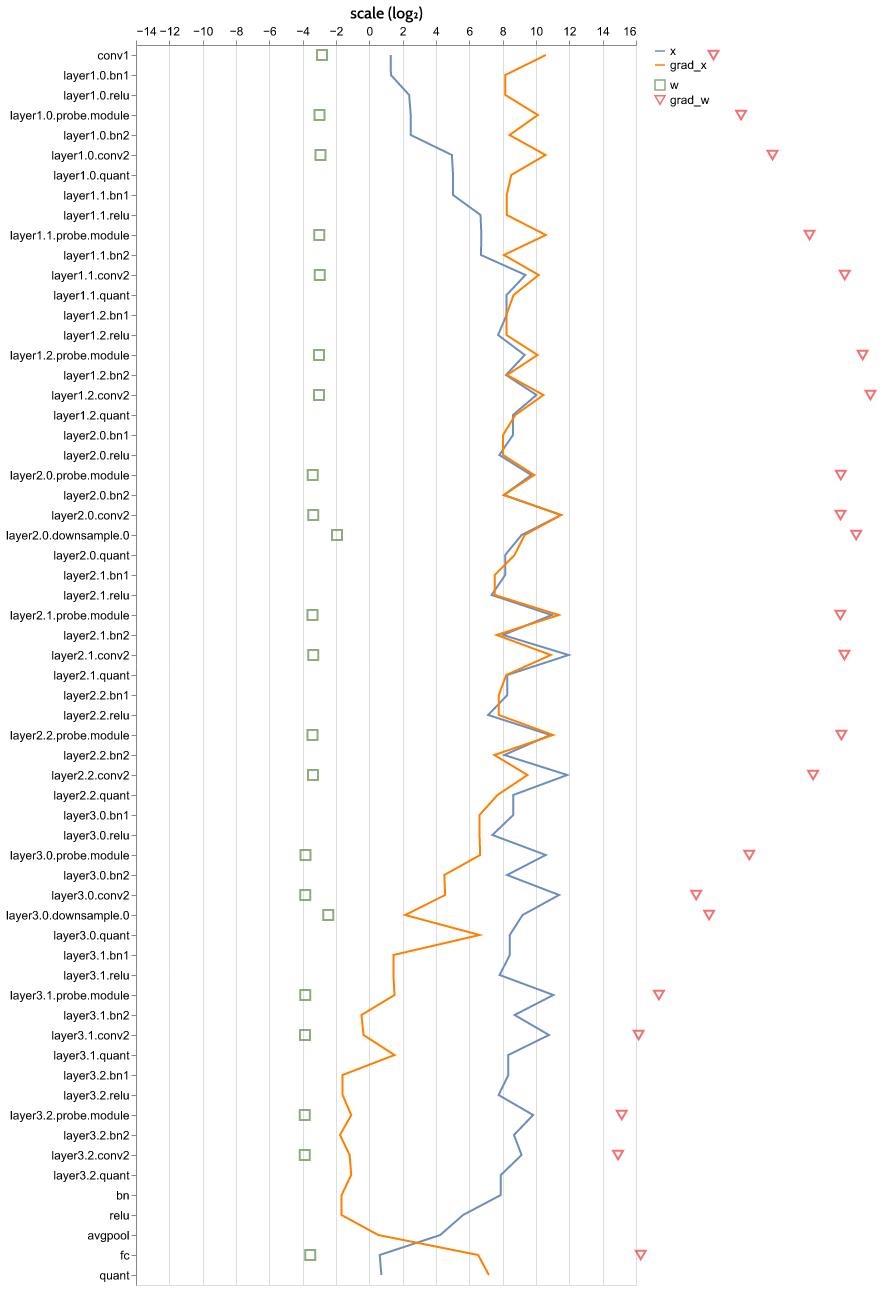 scale (log₂)
−14 −12 −10 −8 −6 −4 −2 0 2 4 6 8 10 12 14 16
x
grad_x
w
grad_w
conv1
layer1.0.bn1
layer1.0.relu
layer1.0.probe.module
layer1.0.bn2
layer1.0.conv2
layer1.0.quant
layer1.1.bn1
layer1.1.relu
layer1.1.probe.module
layer1.1.bn2
layer1.1.conv2
layer1.1.quant
layer1.2.bn1
layer1.2.relu
layer1.2.probe.module
layer1.2.bn2
layer1.2.conv2
layer1.2.quant
layer2.0.bn1
layer2.0.relu
layer2.0.probe.module
layer2.0.bn2
layer2.0.conv2
layer2.0.downsample.0
layer2.0.quant
layer2.1.bn1
layer2.1.relu
layer2.1.probe.module
layer2.1.bn2
layer2.1.conv2
layer2.1.quant
layer2.2.bn1
layer2.2.relu
layer2.2.probe.module
layer2.2.bn2
layer2.2.conv2
layer2.2.quant
layer3.0.bn1
layer3.0.relu
layer3.0.probe.module
layer3.0.bn2
layer3.0.conv2
layer3.0.downsample.0
layer3.0.quant
layer3.1.bn1
layer3.1.relu
layer3.1.probe.module
layer3.1.bn2
layer3.1.conv2
layer3.1.quant
layer3.2.bn1
layer3.2.relu
layer3.2.probe.module
layer3.2.bn2
layer3.2.conv2
layer3.2.quant
bn
relu
avgpool
fc
quant